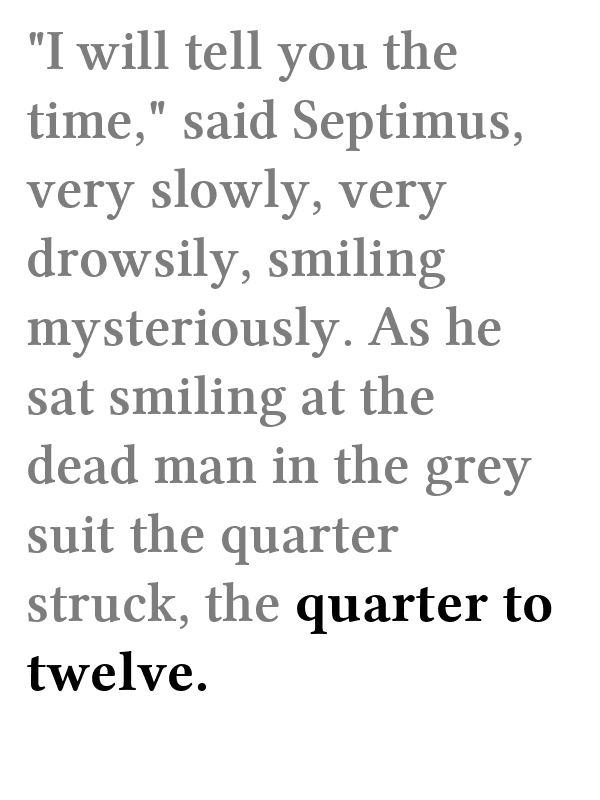 "I will tell you the
time," said Septimus,
very slowly, very
drowsily, smiling
mysteriously. As he
sat smiling at the
dead man in the grey
suit the quarter
struck, the quarter to
twelve.